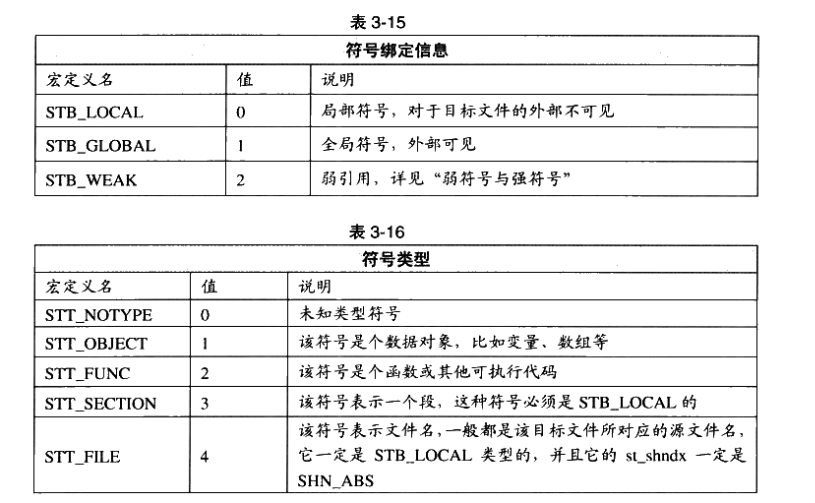 表 3-15
符号绑定信息
宏定义名 值 说明
STB_LOCAL 0 局部符号，对于目标文件的外部不可见
STB_GLOBAL 1 全局符号，外部可见
STB_WEAK 2 弱引用，详见“弱符号与强符号”
表 3-16
符号类型
宏定义名 值 说明
STT_NOTYPE 0 未知类型符号
STT_OBJECT 1 该符号是个数据对象，比如变量、数组等
STT_FUNC 2 该符号是个函数或其他可执行代码
STT_SECTION 3 该符号表示一个段，这种符号必须是 STB_LOCAL 的
该符号表示文件名，一般都是该目标文件所对应的源文件名，
STT_FILE 4 它一定是 STB_LOCAL 类型的，并且它的 st_shndx 一定是
SHN_ABS